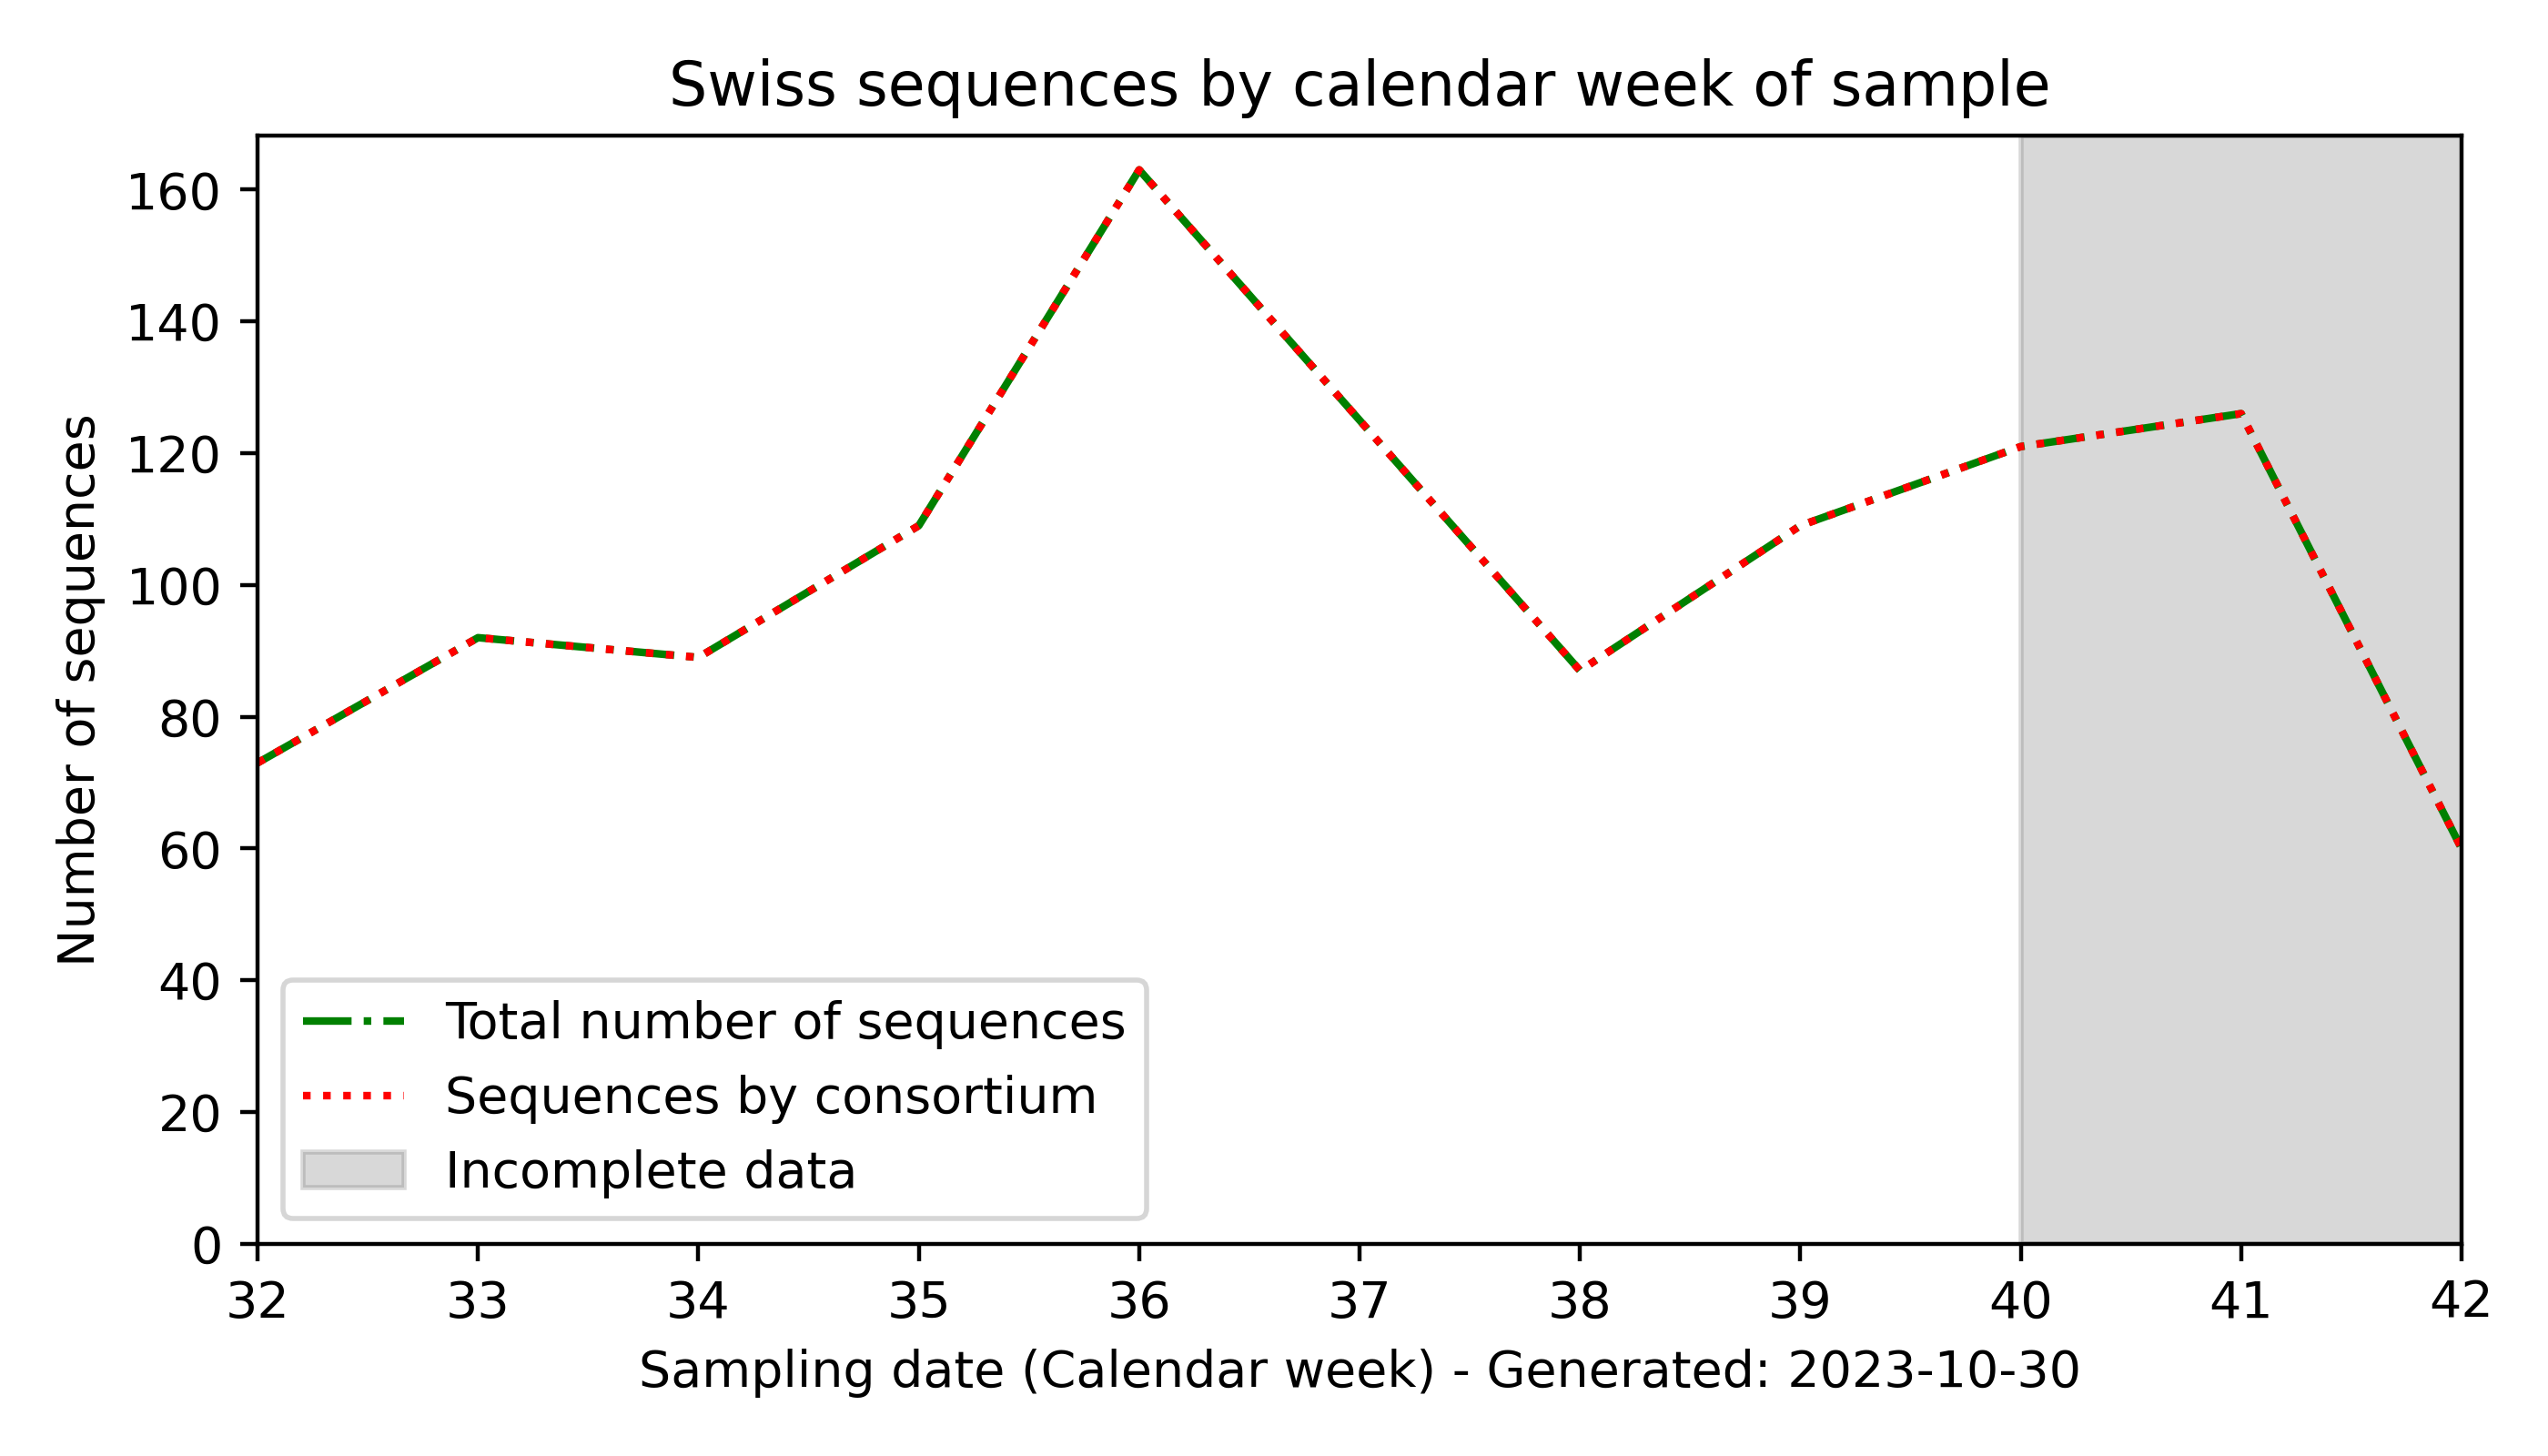 Swiss sequences by calendar week of sample
Number of sequences
160
140
120
100
80
60
40
20
0
Total number of sequences
Sequences by consortium
Incomplete data
32 33 34 35 36 37 38 39 40 41 42
Sampling date (Calendar week) - Generated: 2023-10-30